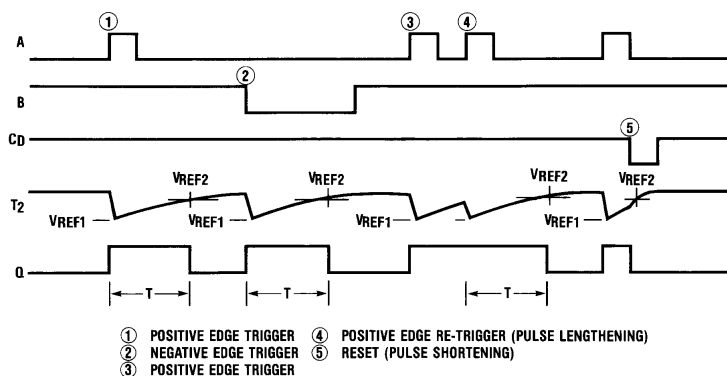 ① ③ ④
A
②
B
⑤
CD
VREF2 VREF2 VREF2 VREF2
T2
VREF1 VREF1 VREF1 VREF1
Q
T T T
① POSITIVE EDGE TRIGGER ④ POSITIVE EDGE RE-TRIGGER (PULSE LENGTHENING)
② NEGATIVE EDGE TRIGGER ⑤ RESET (PULSE SHORTENING)
③ POSITIVE EDGE TRIGGER